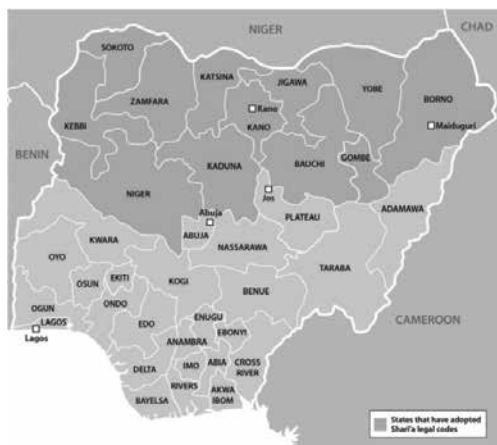 NIGER
CHAD
SOKOTO
KATSINA
JIGAWA
YOBE
BORNO
ZAMFARA
Kano
KANO
Maiduguri
KEBBI
BENIN
KADUNA
BAUCHI
GOMBE
NIGER
Jos
ADAMAWA
Abuja
ABUJA
PLATEAU
KWARA
NASSARAWA
OYO
TARABA
OSUN
EKITI
KOGI
BENUE
OGUN
ONDO
LAGOS
Lagos
EDO
ENUGU
EBONYI
CAMEROON
ANAMBRA
DELTA
IMO
ABIA
CROSS
RIVER
RIVERS
BAYELSA
AKWA
IBOM
States that have adopted
Shari'a legal codes